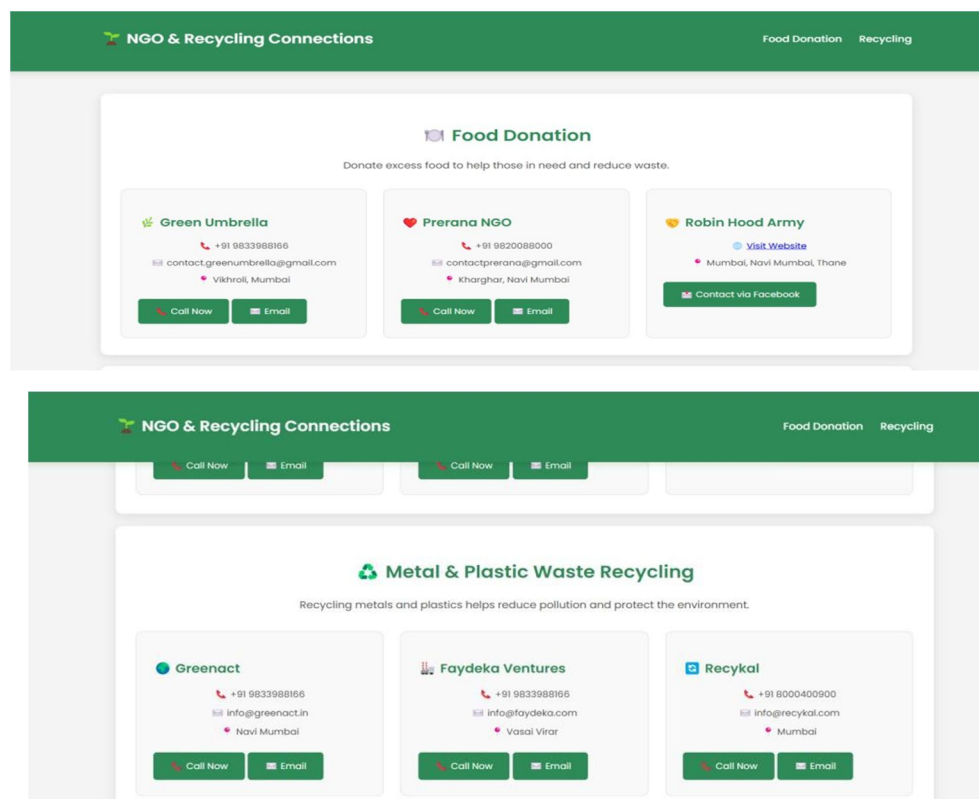 NGO & Recycling Connections
Food Donation Recycling
Food Donation
Donate excess food to help those in need and reduce waste.
Green Umbrella
+91 9833988166
contact.greenumbrella@gmail.com
Vikhroli, Mumbai
Call Now Email
Prerana NGO
+91 9820088000
contactprerana@gmail.com
Kharghar, Navi Mumbai
Call Now Email
Robin Hood Army
Visit Website
Mumbai, Navi Mumbai, Thane
Contact via Facebook
NGO & Recycling Connections
Food Donation Recycling
Call Now Email
Call Now Email
Metal & Plastic Waste Recycling
Recycling metals and plastics helps reduce pollution and protect the environment.
Greenact
+91 9833988166
info@greenact.in
Navi Mumbai
Call Now Email
Faydeka Ventures
+91 9833988166
info@faydeka.com
Vasai Virar
Call Now Email
Recykal
+91 8000400900
info@recykal.com
Mumbai
Call Now Email